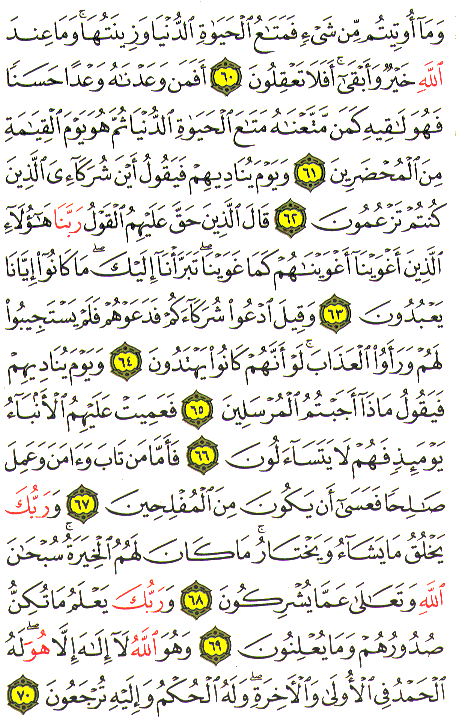 وَمَآ أُوتِيتُم مِّن شَىْءٍ فَمَتَـٰعُ ٱلْحَيَوٰةِ ٱلدُّنْيَا وَزِينَتُهَا ۚ وَمَا عِندَ
ٱللَّهِ خَيْرٌ وَأَبْقَىٰٓ ۚ أَفَلَا تَعْقِلُونَ ٦٠ أَفَمَن وَعَدْنَـٰهُ وَعْدًا حَسَنًا
فَهُوَ لَـٰقِيهِ كَمَن مَّتَّعْنَـٰهُ مَتَـٰعَ ٱلْحَيَوٰةِ ٱلدُّنْيَا ثُمَّ هُوَ يَوْمَ ٱلْقِيَـٰمَةِ
مِنَ ٱلْمُحْضَرِينَ ٦١ وَيَوْمَ يُنَادِيهِمْ فَيَقُولُ أَيْنَ شُرَكَآءِىَ ٱلَّذِينَ
كُنتُمْ تَزْعُمُونَ ٦٢ قَالَ ٱلَّذِينَ حَقَّ عَلَيْهِمُ ٱلْقَوْلُ رَبَّنَا هَـٰٓؤُلَآءِ
ٱلَّذِينَ أَغْوَيْنَآ أَغْوَيْنَـٰهُمْ كَمَا غَوَيْنَا ۖ تَبَرَّأْنَآ إِلَيْكَ ۖ مَا كَانُوٓا۟ إِيَّانَا
يَعْبُدُونَ ٦٣ وَقِيلَ ٱدْعُوا۟ شُرَكَآءَكُمْ فَدَعَوْهُمْ فَلَمْ يَسْتَجِيبُوا۟
لَهُمْ وَرَأَوُا۟ ٱلْعَذَابَ ۚ لَوْ أَنَّهُمْ كَانُوا۟ يَهْتَدُونَ ٦٤ وَيَوْمَ يُنَادِيهِمْ
فَيَقُولُ مَاذَآ أَجَبْتُمُ ٱلْمُرْسَلِينَ ٦٥ فَعَمِيَتْ عَلَيْهِمُ ٱلْأَنۢبَآءُ
يَوْمَئِذٍ فَهُمْ لَا يَتَسَآءَلُونَ ٦٦ فَأَمَّا مَن تَابَ وَءَامَنَ وَعَمِلَ
صَـٰلِحًا فَعَسَىٰٓ أَن يَكُونَ مِنَ ٱلْمُفْلِحِينَ ٦٧ وَرَبُّكَ
يَخْلُقُ مَا يَشَآءُ وَيَخْتَارُ ۗ مَا كَانَ لَهُمُ ٱلْخِيَرَةُ ۚ سُبْحَـٰنَ
ٱللَّهِ وَتَعَـٰلَىٰ عَمَّا يُشْرِكُونَ ٦٨ وَرَبُّكَ يَعْلَمُ مَا تُكِنُّ
صُدُورُهُمْ وَمَا يُعْلِنُونَ ٦٩ وَهُوَ ٱللَّهُ لَآ إِلَـٰهَ إِلَّا هُوَ ۖ لَهُ
ٱلْحَمْدُ فِى ٱلْأُولَىٰ وَٱلْـَٔاخِرَةِ ۖ وَلَهُ ٱلْحُكْمُ وَإِلَيْهِ تُرْجَعُونَ ٧٠